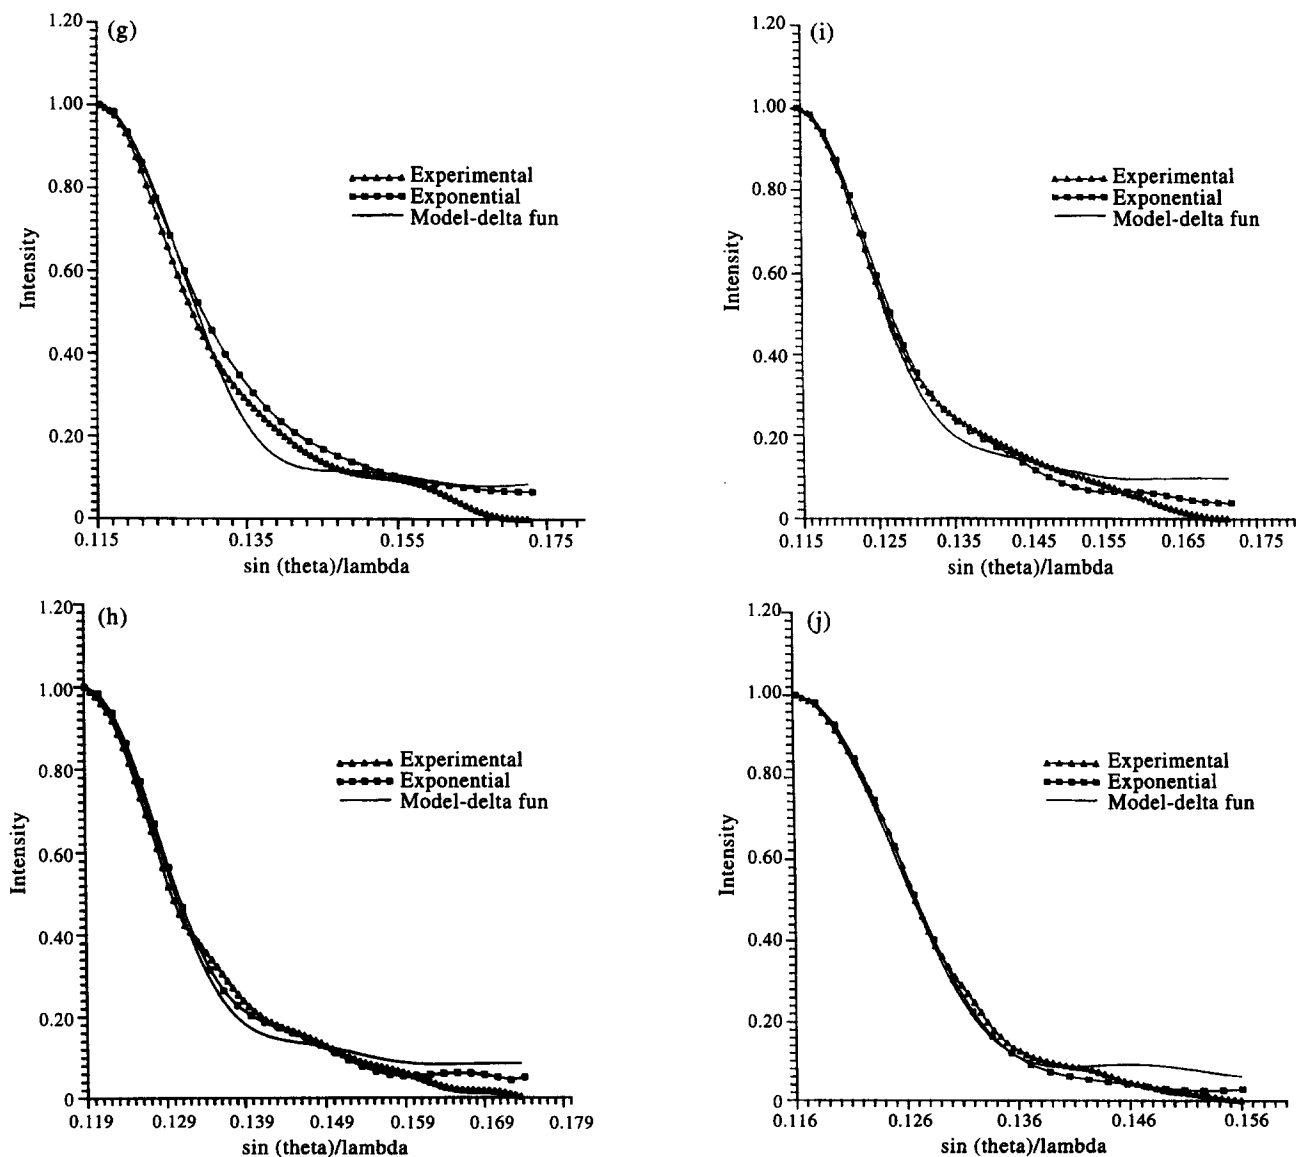 (g)
1.20
1.00
0.80
0.60
0.40
0.20
0
Intensity
Experimental
Exponential
Model-delta fun
0.115
0.135
0.155
0.175
sin (theta)/lambda
(i)
1.20
1.00
0.80
0.60
0.40
0.20
0
Intensity
Experimental
Exponential
Model-delta fun
0.115
0.125
0.135
0.145
0.155
0.165
0.175
sin (theta)/lambda
(h)
1.20
1.00
0.80
0.60
0.40
0.20
0
Intensity
Experimental
Exponential
Model-delta fun
0.119
0.129
0.139
0.149
0.159
0.169
0.179
sin (theta)/lambda
(j)
1.20
1.00
0.80
0.60
0.40
0.20
0
Intensity
Experimental
Exponential
Model-delta fun
0.116
0.126
0.136
0.146
0.156
sin (theta)/lambda